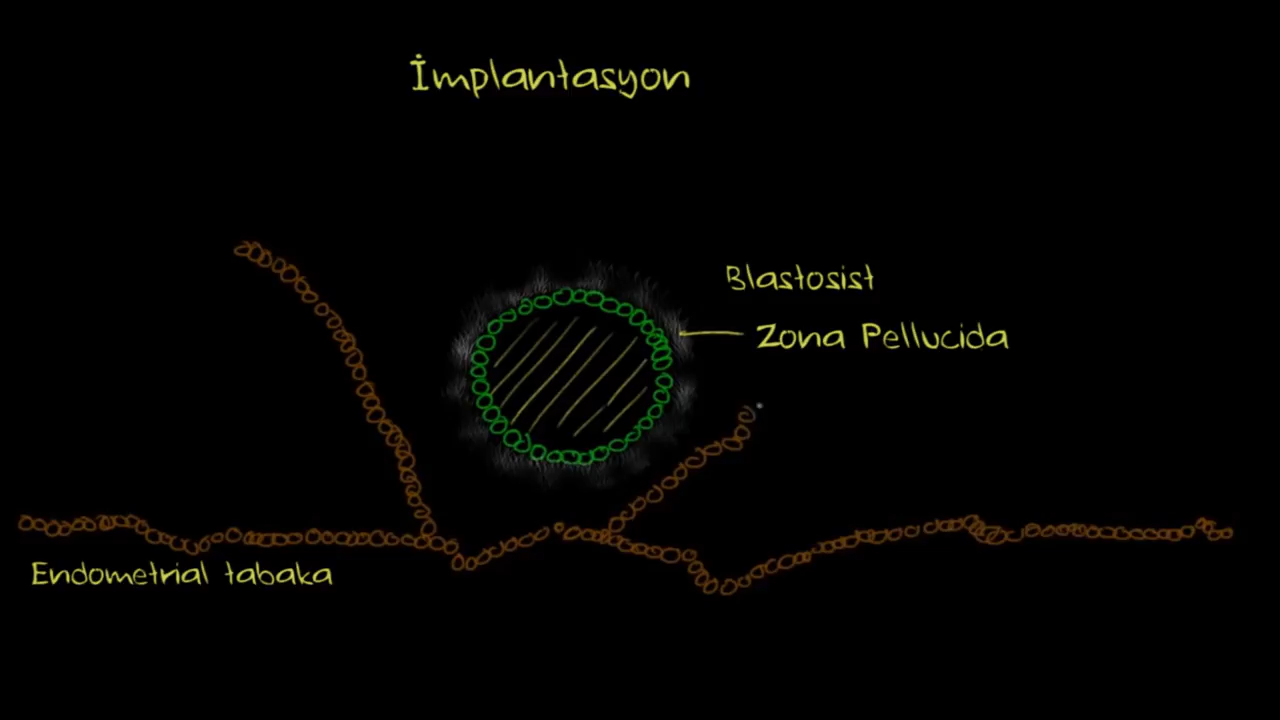 İmplantasyon
Blastosist
Zona Pellucida
Endometrial tabaka